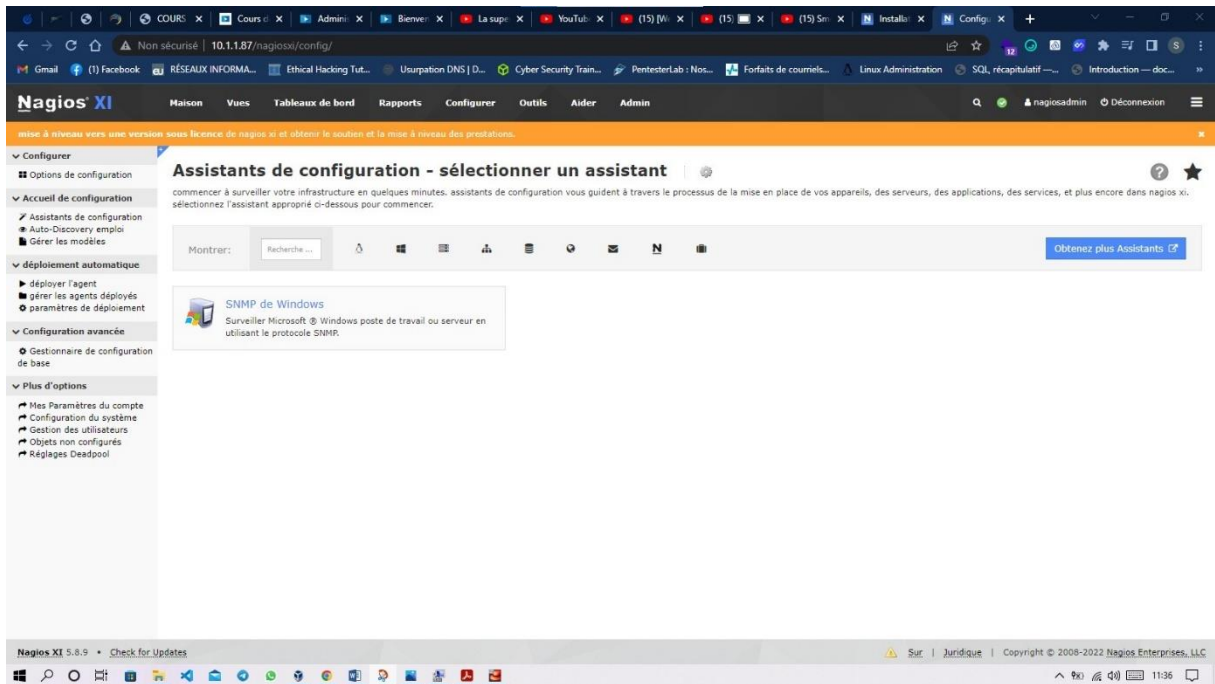 COURS
Cours d
Admini
Bienven
La supe
YouTub
(15) [W
(15)
(15) Sm
Installat
Configu
Non sécurisé | 10.1.1.87/nagiosxi/config/
12
S
Gmail
(1) Facebook
RÉSEAUX INFORMA...
Ethical Hacking Tut...
Usurpation DNS | D...
Cyber Security Train...
PentesterLab : Nos...
Forfaits de courriels...
Linux Administration
SQL, récapitulatif —...
Introduction — doc...
»
Nagios® XI
Maison
Vues
Tableaux de bord
Rapports
Configurer
Outils
Aider
Admin
nagiosadmin
Déconnexion
mise à niveau vers une version sous licence de nagios xi et obtenir le soutien et la mise à niveau des prestations.
Configurer
Options de configuration
Accueil de configuration
Assistants de configuration
Auto-Discovery emploi
Gérer les modèles
déploiement automatique
déployer l'agent
gérer les agents déployés
paramètres de déploiement
Configuration avancée
Gestionnaire de configuration
de base
Plus d'options
Mes Paramètres du compte
Configuration du système
Gestion des utilisateurs
Objets non configurés
Réglages Deadpool
Assistants de configuration - sélectionner un assistant
commencer à surveiller votre infrastructure en quelques minutes. assistants de configuration vous guident à travers le processus de la mise en place de vos appareils, des serveurs, des applications, des services, et plus encore dans nagios xi.
sélectionnez l'assistant approprié ci-dessous pour commencer.
Montrer:
Recherche ...
N
Obtenez plus Assistants
SNMP de Windows
Surveiller Microsoft ® Windows poste de travail ou serveur en
utilisant le protocole SNMP.
Nagios XI 5.8.9 • Check for Updates
Sur | Juridique | Copyright © 2008-2022 Nagios Enterprises, LLC
11:36